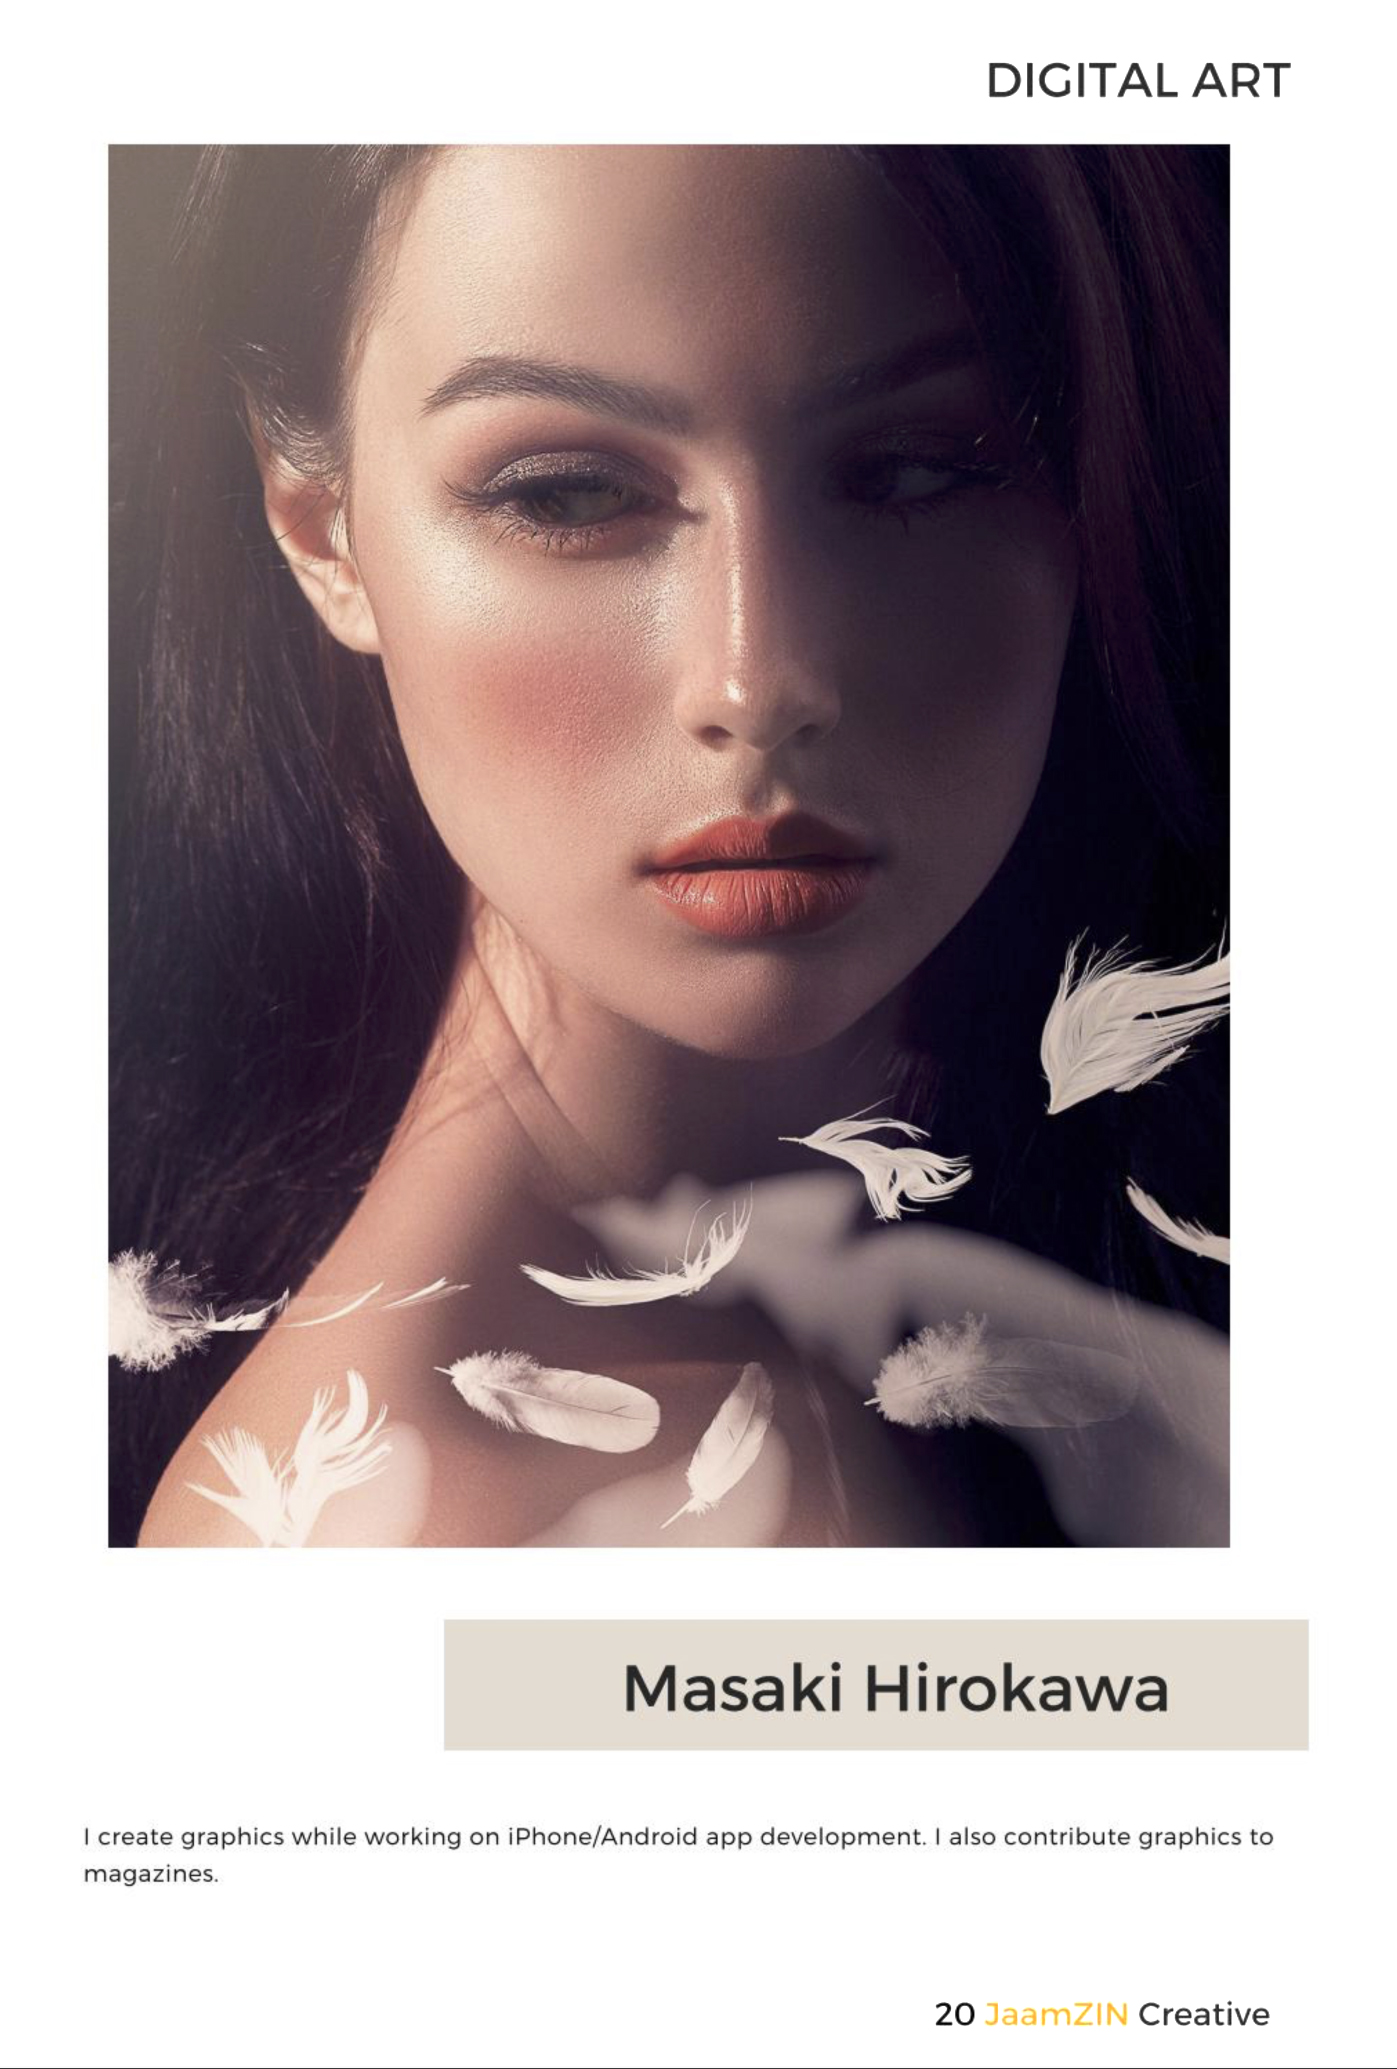 DIGITAL ART
Masaki Hirokawa
I create graphics while working on iPhone/Android app development. I also contribute graphics to
magazines.
20 JaamZIN Creative